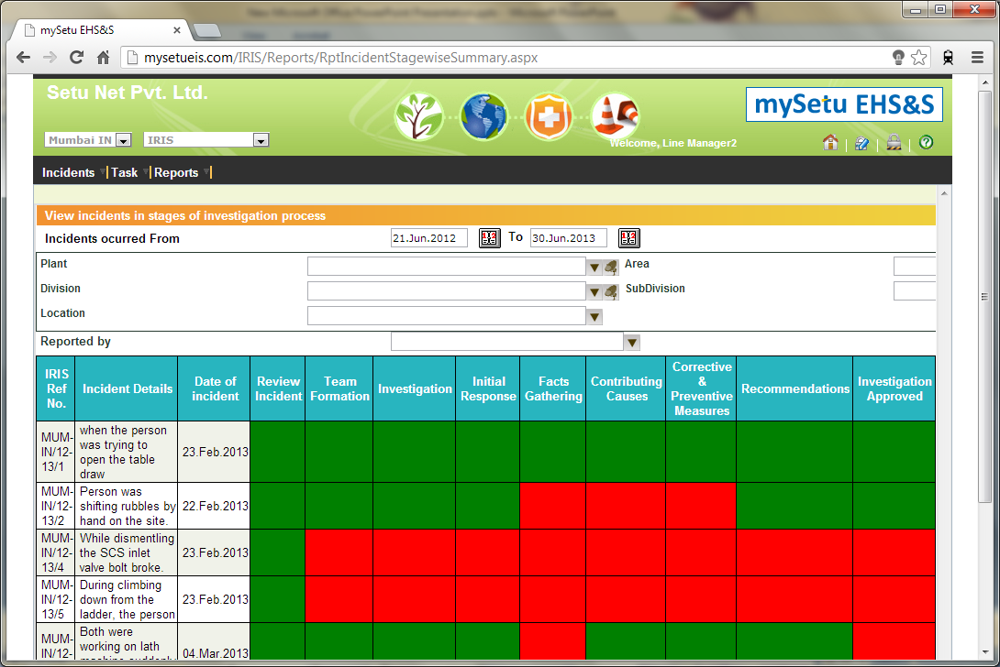 mySetu EHS&S
mysetueis.com/IRIS/Reports/RptIncidentStagewiseSummary.aspx
Setu Net Pvt. Ltd.
mySetu EHS&S
Mumbai IN
IRIS
Welcome, Line Manager2
Incidents Task Reports
View incidents in stages of investigation process
Incidents ocurred From 21.Jun.2012 To 30.Jun.2013
Plant
Area
Division
SubDivision
Location
Reported by
IRIS
Ref
No.
Incident Details
Date of
incident
Review
Incident
Team
Formation
Investigation
Initial
Response
Facts
Gathering
Contributing
Causes
Corrective
&
Preventive
Measures
Recommendations
Investigation
Approved
MUM-
IN/12-
13/1
when the person
was trying to
open the table
draw
23.Feb.2013
MUM-
IN/12-
13/2
Person was
shifting rubbles by
hand on the site.
22.Feb.2013
MUM-
IN/12-
13/4
While dismentling
the SCS inlet
valve bolt broke.
23.Feb.2013
MUM-
IN/12-
13/5
During climbing
down from the
ladder, the person
23.Feb.2013
MUM-
IN/12-
Both were
working on lath
machine suddenly
04.Mar.2013